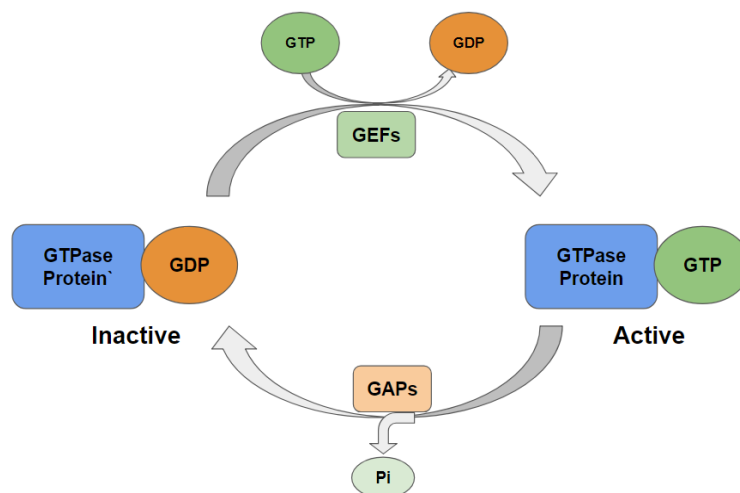 GTP
GDP
GEFs
GTPase
Protein`
GDP
GTPase
Protein
GTP
Inactive
Active
GAPs
Pi